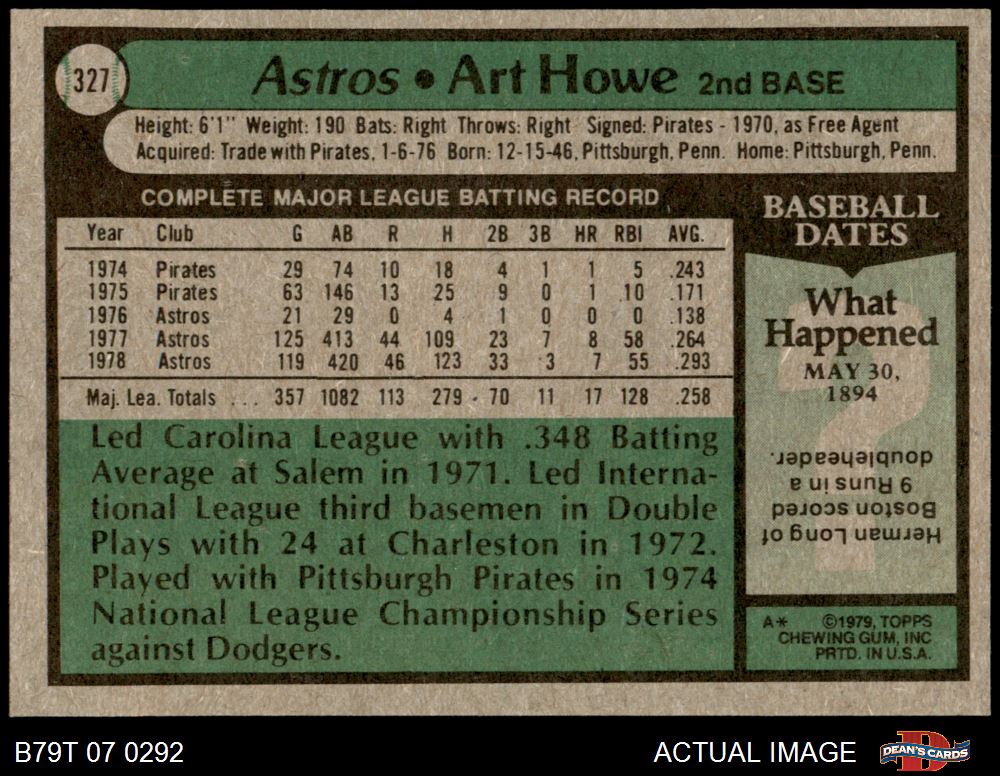 327
Astros • Art Howe 2nd BASE
Height: 6'1" Weight: 190 Bats: Right Throws: Right Signed: Pirates - 1970, as Free Agent
Acquired: Trade with Pirates, 1-6-76 Born: 12-15-46, Pittsburgh, Penn. Home: Pittsburgh, Penn.
COMPLETE MAJOR LEAGUE BATTING RECORD
Year Club G AB R H 2B 3B HR RBI AVG.
1974 Pirates 29 74 10 18 4 1 1 5 .243
1975 Pirates 63 146 13 25 9 0 1 10 .171
1976 Astros 21 29 0 4 1 0 0 0 .138
1977 Astros 125 413 44 109 23 7 8 58 .264
1978 Astros 119 420 46 123 33 3 7 55 .293
Maj. Lea. Totals ... 357 1082 113 279 - 70 11 17 128 .258
Led Carolina League with .348 Batting
Average at Salem in 1971. Led Interna-
tional League third basemen in Double
Plays with 24 at Charleston in 1972.
Played with Pittsburgh Pirates in 1974
National League Championship Series
against Dodgers.
BASEBALL
DATES
What
Happened
MAY 30,
1894
Herman Long of
Boston scored
9 Runs in a
doubleheader.
A* ©1979, TOPPS
CHEWING GUM, INC
PRTD. IN U.S.A.
B79T 07 0292
ACTUAL IMAGE
D
DEAN'S CARDS